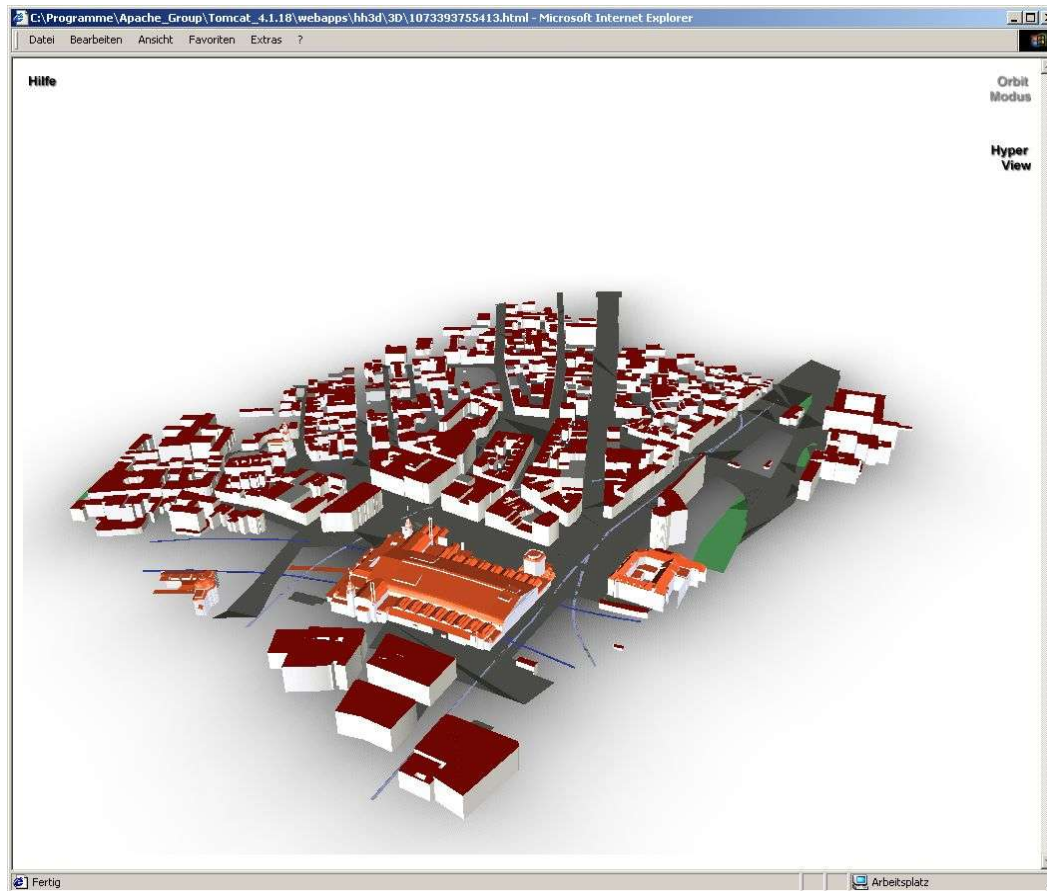 C:\Programme\Apache_Group\Tomcat_4.1.18\webapps\hh3d\3D\1073393755413.html - Microsoft Internet Explorer
Datei Bearbeiten Ansicht Favoriten Extras ?
Hilfe
Orbit
Modus
Hyper
View
Fertig
Arbeitsplatz